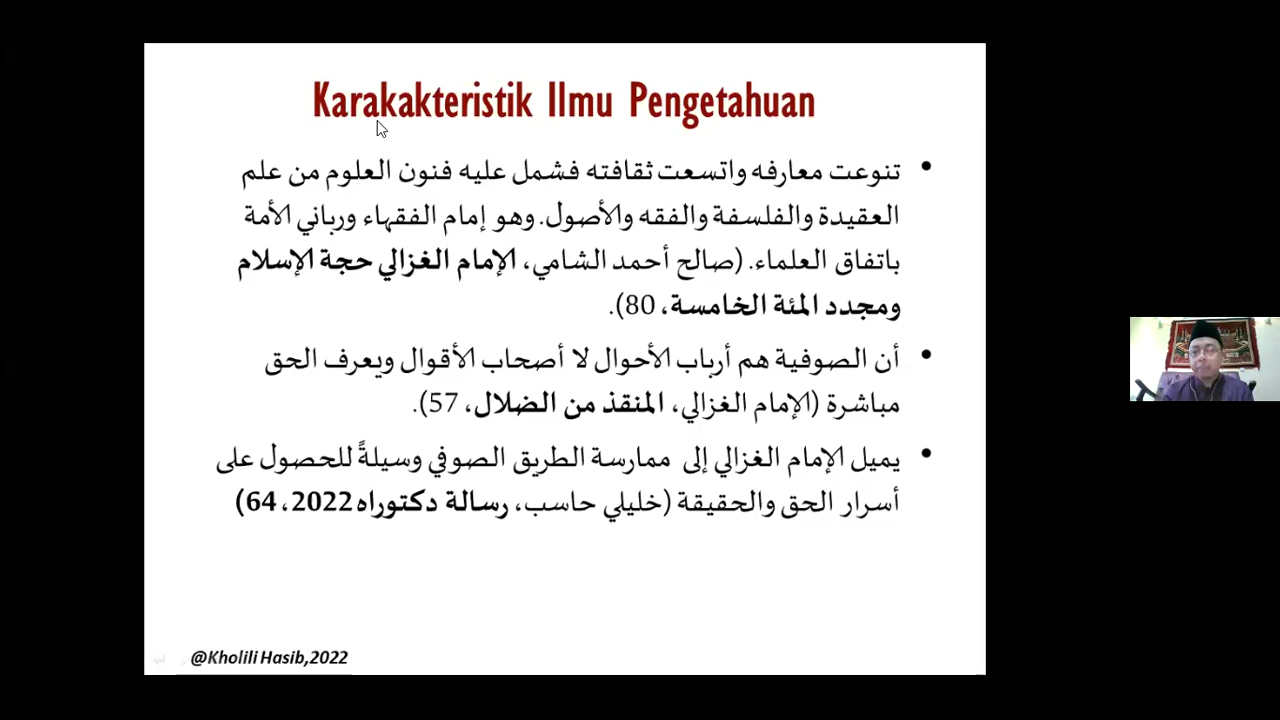 Karakakteristik Ilmu Pengetahuan
• تنوعت معارفه واتسعت ثقافته فشمل عليه فنون العلوم من علم
العقيدة والفلسفة والفقه والأصول. وهو إمام الفقهاء ورباني الأمة
باتفاق العلماء. (صالح أحمد الشامي، الإمام الغزالي حجة الإسلام
ومجدد المئة الخامسة، 80).
• أن الصوفية هم أرباب الأحوال لا أصحاب الأقوال ويعرف الحق
مباشرة (الإمام الغزالي، المنقذ من الضلال، 57).
• يميل الإمام الغزالي إلى ممارسة الطريق الصوفي وسيلةً للحصول على
أسرار الحق والحقيقة (خليلي حاسب، رسالة دكتوراه 2022، 64)
@Kholili Hasib,2022